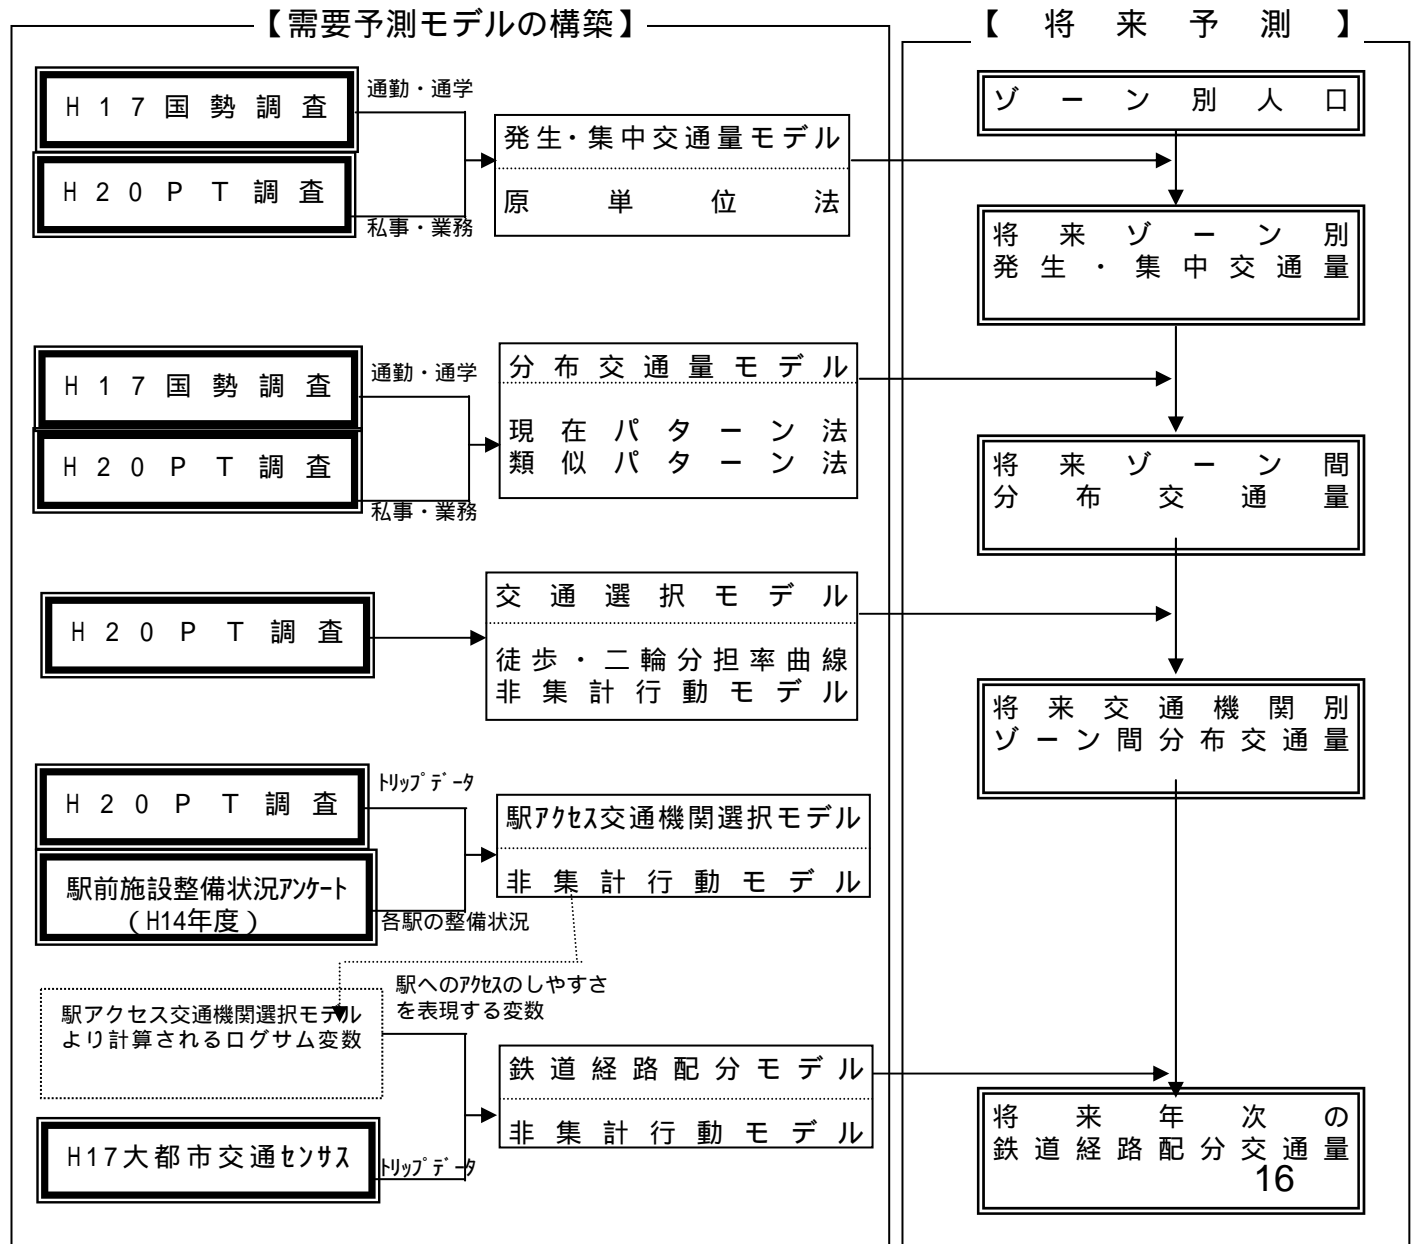 【需要予測モデルの構築】
H17国勢調査
通勤・通学
H20PT調査
私事・業務
発生・集中交通量モデル
原単位法
H17国勢調査
通勤・通学
H20PT調査
私事・業務
分布交通量モデル
現在パターン法
類似パターン法
H20PT調査
交通選択モデル
徒歩・二輪分担率曲線
非集計行動モデル
H20PT調査
ﾄﾘｯﾌﾟﾃﾞｰﾀ
駅前施設整備状況ｱﾝｹｰﾄ
（H14年度）
各駅の整備状況
駅ｱｸｾｽ交通機関選択モデル
非集計行動モデル
駅へのｱｸｾｽのしやすさ
を表現する変数
駅アクセス交通機関選択モデル
より計算されるログサム変数
H17大都市交通ｾﾝｻｽ
ﾄﾘｯﾌﾟﾃﾞｰﾀ
鉄道経路配分モデル
非集計行動モデル
【将来予測】
ゾーン別人口
将来ゾーン別
発生・集中交通量
将来ゾーン間
分布交通量
将来交通機関別
ゾーン間分布交通量
将来年次の
鉄道経路配分交通量
16